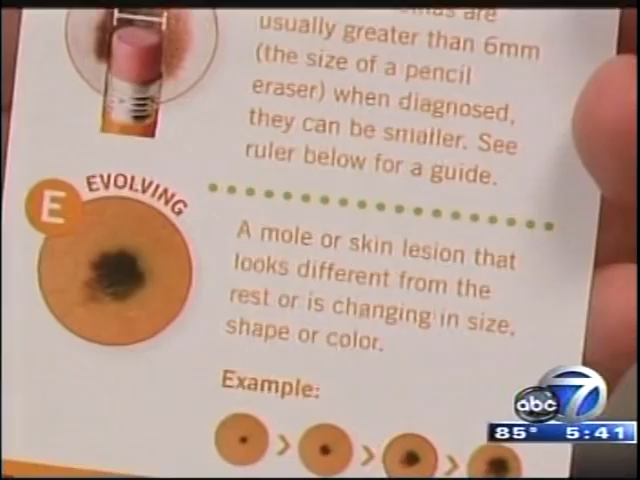 are
usually greater than 6mm
(the size of a pencil
eraser) when diagnosed,
they can be smaller. See
ruler below for a guide.
E EVOLVING
A mole or skin lesion that
looks different from the
rest or is changing in size,
shape or color.
Example:
abc 7
85° 5:41